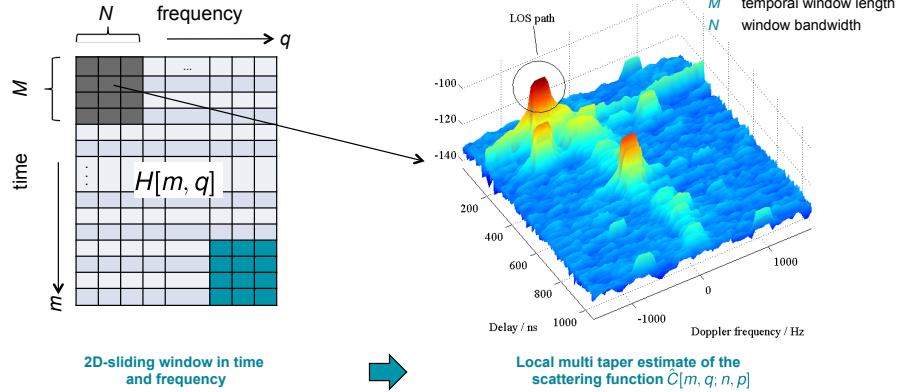 N frequency
q
M
time
...
...
H[m, q]
m
2D-sliding window in time
and frequency
M temporal window length
N window bandwidth
LOS path
-100
-120
-140
200
400
600
800
1000
Delay / ns
-1000
0
1000
Doppler frequency / Hz
Local multi taper estimate of the
scattering function Ĉ[m, q; n, p]